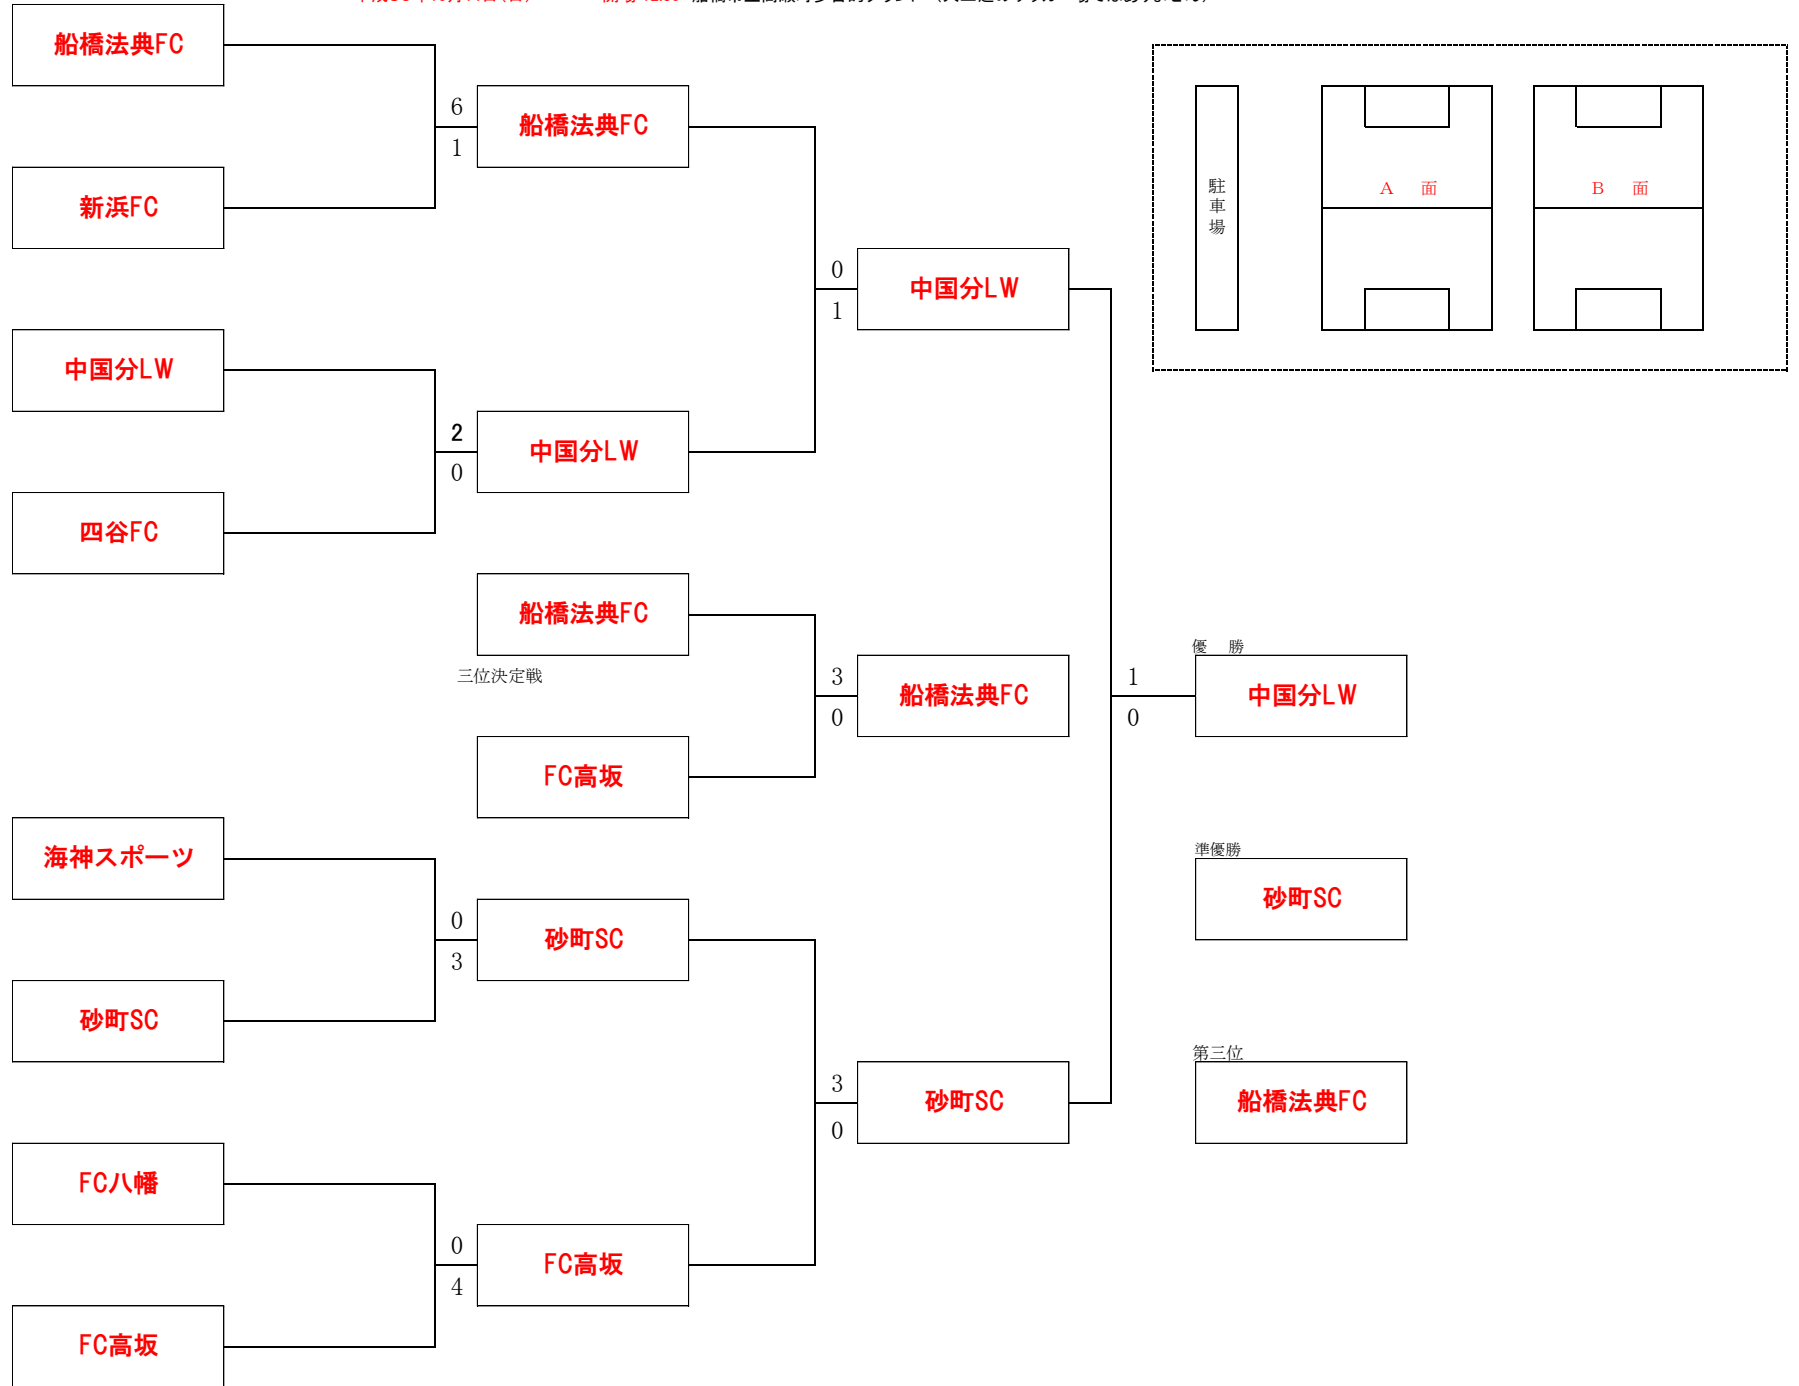 船橋法典FC
6
船橋法典FC
1
駐車場
A 面
B 面
新浜FC
0
中国分LW
1
中国分LW
2
中国分LW
0
四谷FC
船橋法典FC
三位決定戦
3
船橋法典FC
0
1
0
優 勝
中国分LW
FC高坂
海神スポーツ
準優勝
砂町SC
0
砂町SC
3
砂町SC
第三位
船橋法典FC
3
砂町SC
0
FC八幡
0
FC高坂
4
FC高坂